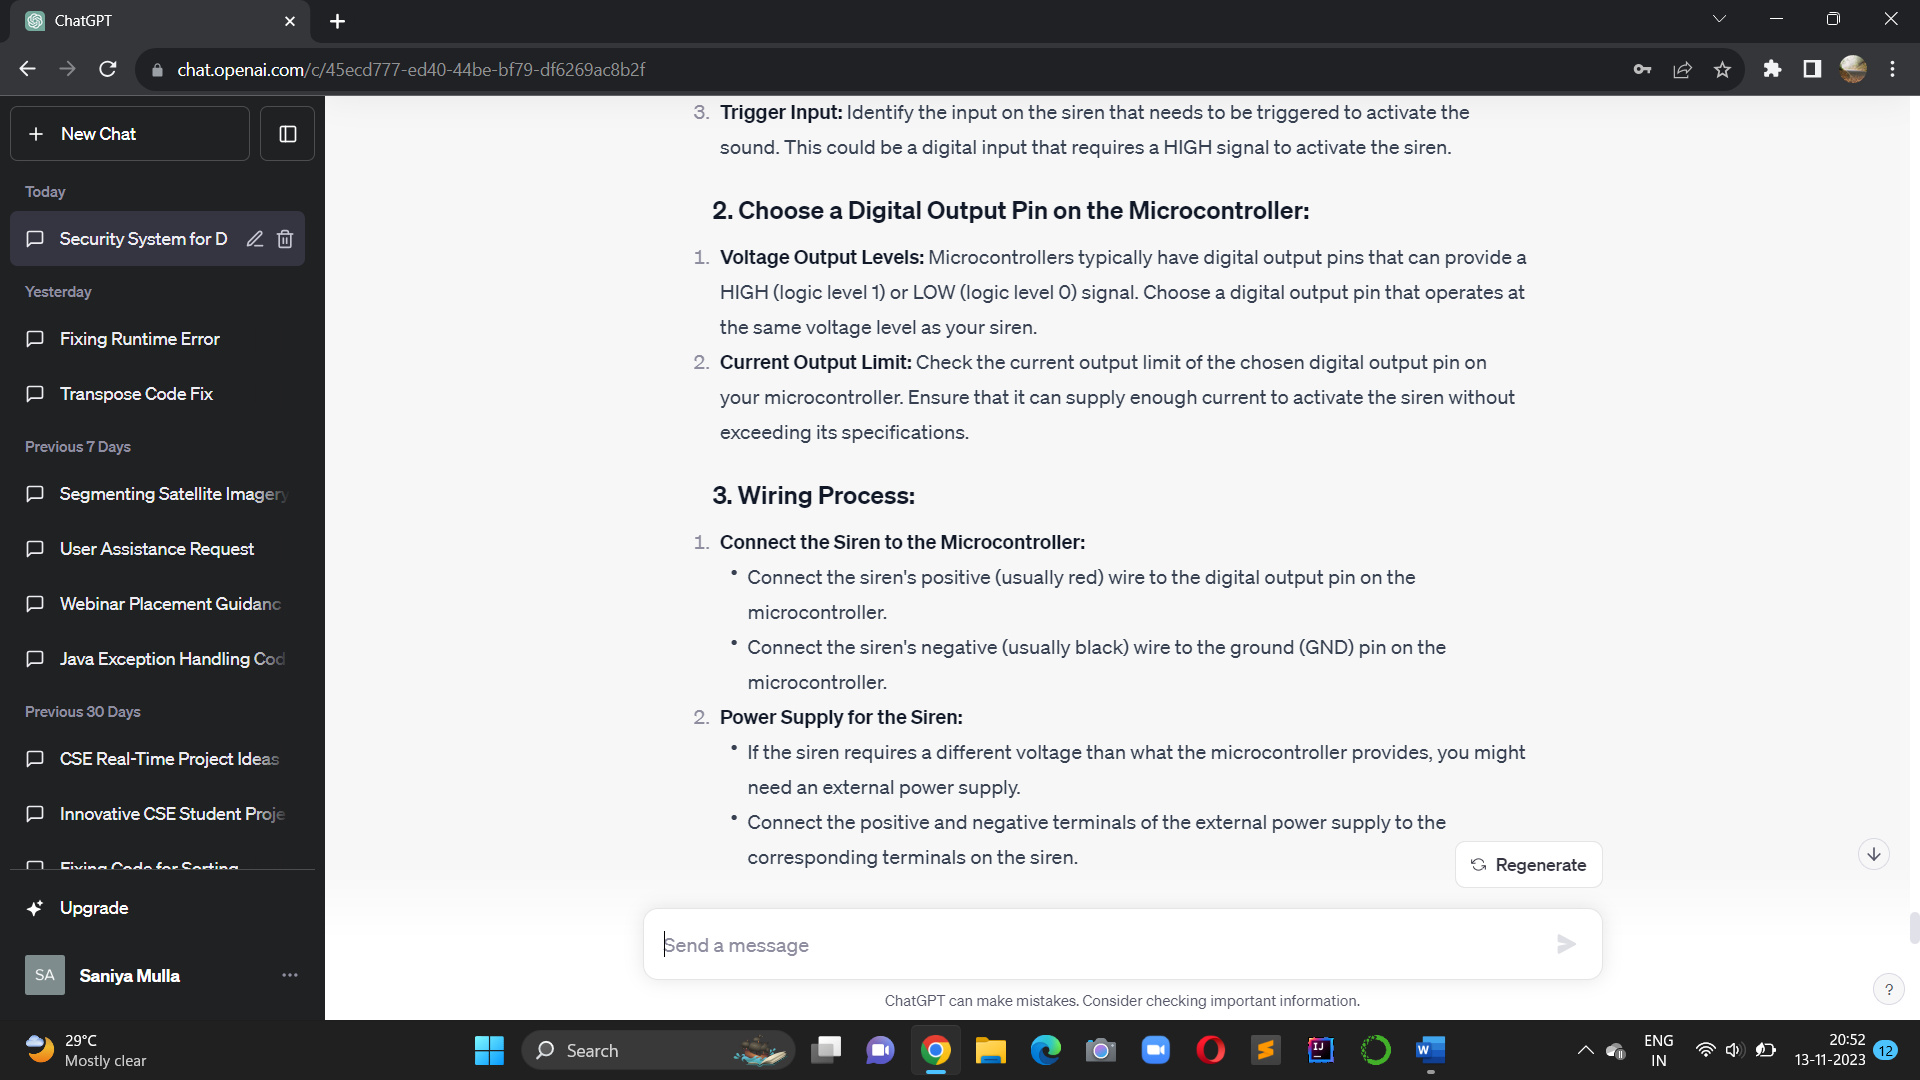 ChatGPT
chat.openai.com/c/45ecd777-ed40-44be-bf79-df6269ac8b2f
New Chat
Today
Security System for D
Yesterday
Fixing Runtime Error
Transpose Code Fix
Previous 7 Days
Segmenting Satellite Imagery
User Assistance Request
Webinar Placement Guidanc
Java Exception Handling Cod
Previous 30 Days
CSE Real-Time Project Ideas
Innovative CSE Student Proje
Fixing Code for Sorting
Upgrade
SA
Saniya Mulla
3. Trigger Input: Identify the input on the siren that needs to be triggered to activate the
sound. This could be a digital input that requires a HIGH signal to activate the siren.
2. Choose a Digital Output Pin on the Microcontroller:
1. Voltage Output Levels: Microcontrollers typically have digital output pins that can provide a
HIGH (logic level 1) or LOW (logic level 0) signal. Choose a digital output pin that operates at
the same voltage level as your siren.
2. Current Output Limit: Check the current output limit of the chosen digital output pin on
your microcontroller. Ensure that it can supply enough current to activate the siren without
exceeding its specifications.
3. Wiring Process:
1. Connect the Siren to the Microcontroller:
• Connect the siren's positive (usually red) wire to the digital output pin on the
microcontroller.
• Connect the siren's negative (usually black) wire to the ground (GND) pin on the
microcontroller.
2. Power Supply for the Siren:
• If the siren requires a different voltage than what the microcontroller provides, you might
need an external power supply.
• Connect the positive and negative terminals of the external power supply to the
corresponding terminals on the siren.
Regenerate
Send a message
ChatGPT can make mistakes. Consider checking important information.
?
29°C
Mostly clear
Search
IJ
W
ENG
IN
20:52
13-11-2023
12